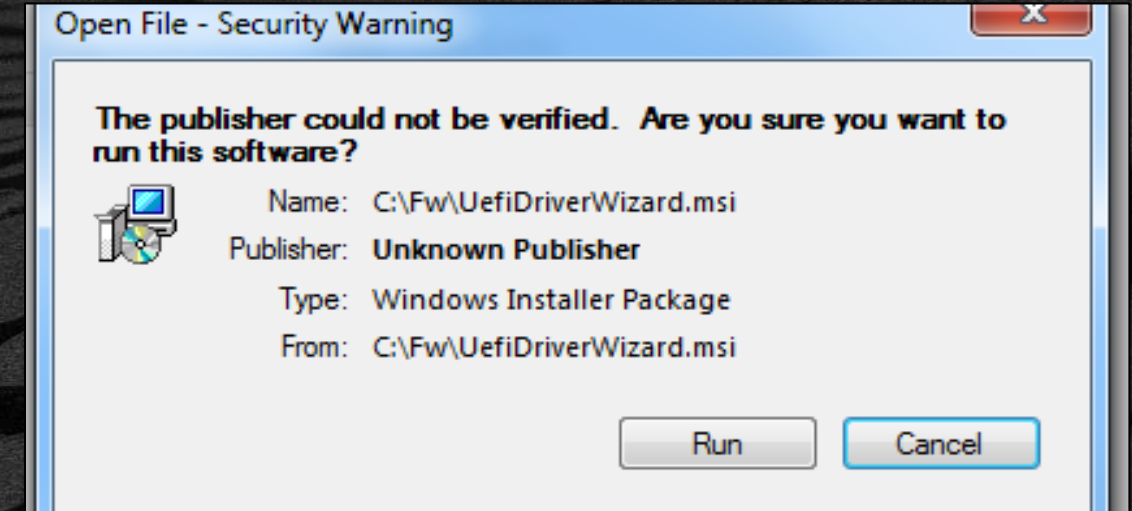 Open File - Security Warning
The publisher could not be verified. Are you sure you want to
run this software?
Name: C:\Fw\UefiDriverWizard.msi
Publisher: Unknown Publisher
Type: Windows Installer Package
From: C:\Fw\UefiDriverWizard.msi
Run Cancel